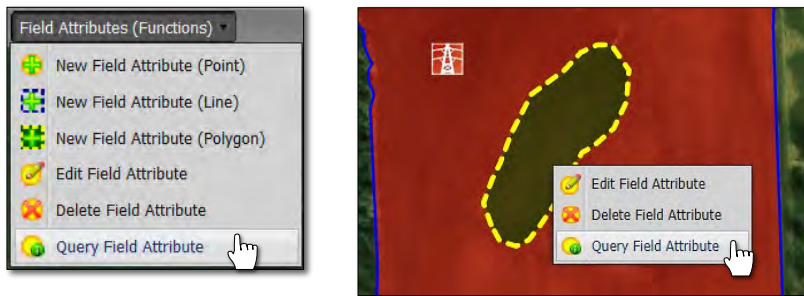 Field Attributes (Functions)
New Field Attribute (Point)
New Field Attribute (Line)
New Field Attribute (Polygon)
Edit Field Attribute
Delete Field Attribute
Query Field Attribute
Edit Field Attribute
Delete Field Attribute
Query Field Attribute